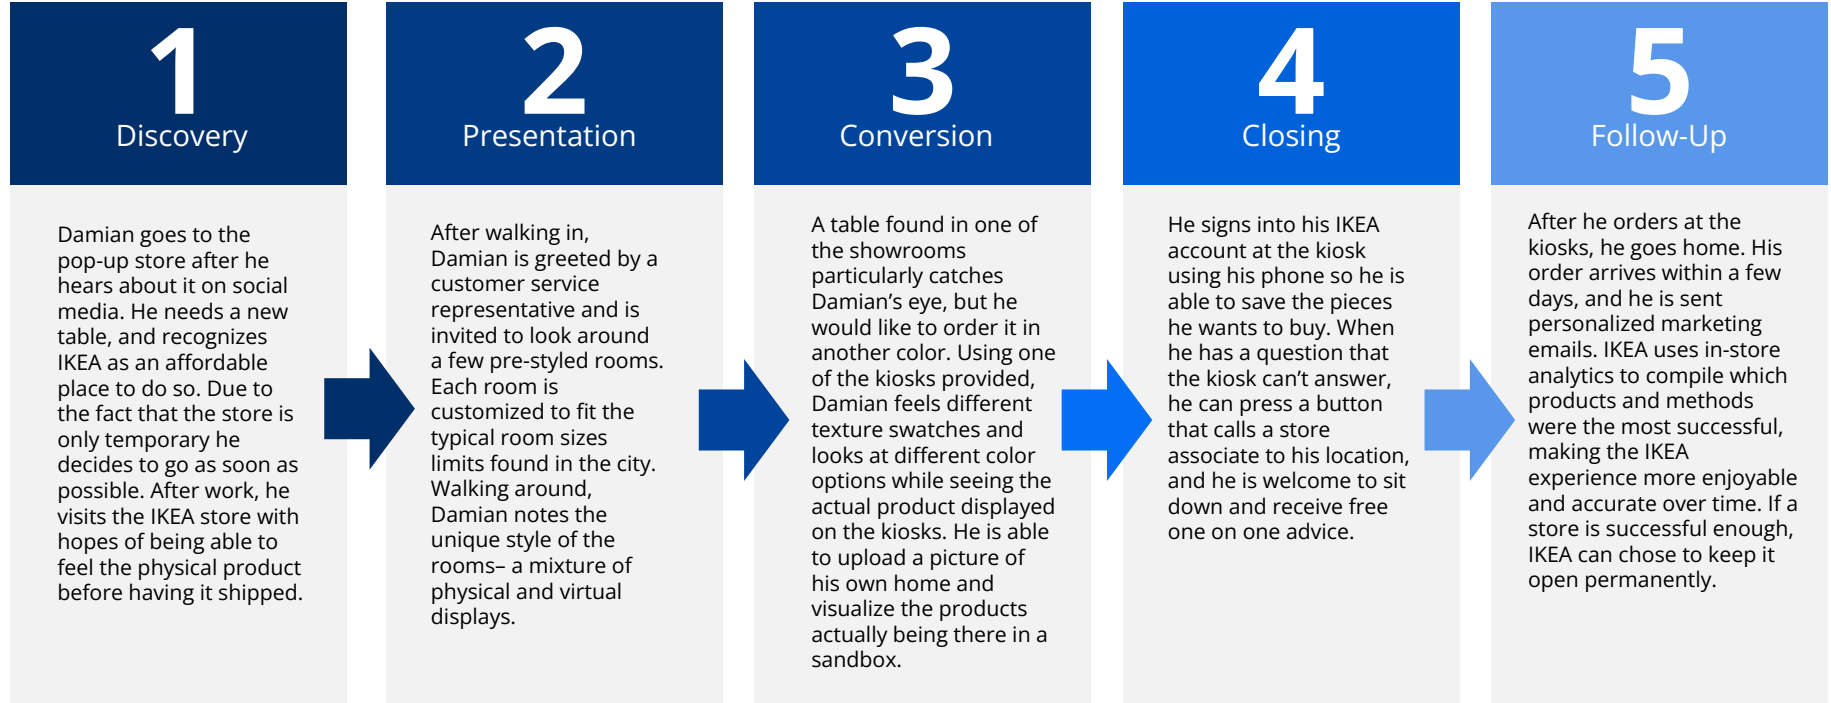 1
Discovery
Damian goes to the
pop-up store after he
hears about it on social
media. He needs a new
table, and recognizes
IKEA as an affordable
place to do so. Due to
the fact that the store is
only temporary he
decides to go as soon as
possible. After work, he
visits the IKEA store with
hopes of being able to
feel the physical product
before having it shipped.
2
Presentation
After walking in,
Damian is greeted by a
customer service
representative and is
invited to look around
a few pre-styled rooms.
Each room is
customized to fit the
typical room sizes
limits found in the city.
Walking around,
Damian notes the
unique style of the
rooms– a mixture of
physical and virtual
displays.
3
Conversion
A table found in one of
the showrooms
particularly catches
Damian’s eye, but he
would like to order it in
another color. Using one
of the kiosks provided,
Damian feels different
texture swatches and
looks at different color
options while seeing the
actual product displayed
on the kiosks. He is able
to upload a picture of
his own home and
visualize the products
actually being there in a
sandbox.
4
Closing
He signs into his IKEA
account at the kiosk
using his phone so he is
able to save the pieces
he wants to buy. When
he has a question that
the kiosk can’t answer,
he can press a button
that calls a store
associate to his location,
and he is welcome to sit
down and receive free
one on one advice.
5
Follow-Up
After he orders at the
kiosks, he goes home. His
order arrives within a few
days, and he is sent
personalized marketing
emails. IKEA uses in-store
analytics to compile which
products and methods
were the most successful,
making the IKEA
experience more enjoyable
and accurate over time. If a
store is successful enough,
IKEA can chose to keep it
open permanently.